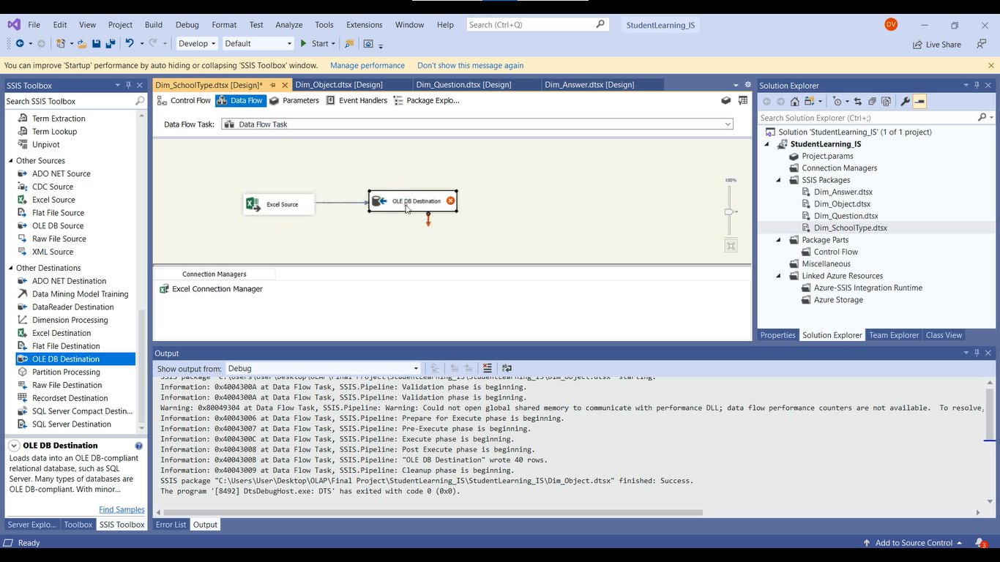 File Edit View Project Build Debug Format Test Analyze Tools Extensions Window Help Search (Ctrl+Q) StudentLearning_IS DV
Develop Default Start Live Share
You can improve 'Startup' performance by auto hiding or collapsing 'SSIS Toolbox' window. Manage performance Don't show this message again
SSIS Toolbox
Search SSIS Toolbox
Term Extraction
Term Lookup
Unpivot
Other Sources
ADO NET Source
CDC Source
Excel Source
Flat File Source
OLE DB Source
Raw File Source
XML Source
Other Destinations
ADO NET Destination
Data Mining Model Training
DataReader Destination
Dimension Processing
Excel Destination
Flat File Destination
OLE DB Destination
Partition Processing
Raw File Destination
Recordset Destination
SQL Server Compact Destin...
SQL Server Destination
OLE DB Destination
Loads data into an OLE DB-compliant
relational database, such as SQL
Server. Many types of databases are
OLE DB-compliant. With minor...
Find Samples
Server Explo... Toolbox SSIS Toolbox
Dim_SchoolType.dtsx [Design]* Dim_Object.dtsx [Design] Dim_Question.dtsx [Design] Dim_Answer.dtsx [Design]
Control Flow Data Flow Parameters Event Handlers Package Explo...
Data Flow Task: Data Flow Task
Excel Source
OLE DB Destination
100%
Connection Managers
Excel Connection Manager
Output
Show output from: Debug
SSIS package "C:\Users\User\Desktop\OLAP\Final Project\StudentLearning_IS\StudentLearning_IS\Dim_Object.dtsx" starting.
Information: 0x4004300A at Data Flow Task, SSIS.Pipeline: Validation phase is beginning.
Information: 0x4004300A at Data Flow Task, SSIS.Pipeline: Validation phase is beginning.
Warning: 0x80049304 at Data Flow Task, SSIS.Pipeline: Warning: Could not open global shared memory to communicate with performance DLL; data flow performance counters are not available.  To resolve,
Information: 0x40043006 at Data Flow Task, SSIS.Pipeline: Prepare for Execute phase is beginning.
Information: 0x40043007 at Data Flow Task, SSIS.Pipeline: Pre-Execute phase is beginning.
Information: 0x4004300C at Data Flow Task, SSIS.Pipeline: Execute phase is beginning.
Information: 0x40043008 at Data Flow Task, SSIS.Pipeline: Post Execute phase is beginning.
Information: 0x4004300B at Data Flow Task, SSIS.Pipeline: "OLE DB Destination" wrote 40 rows.
Information: 0x40043009 at Data Flow Task, SSIS.Pipeline: Cleanup phase is beginning.
SSIS package "C:\Users\User\Desktop\OLAP\Final Project\StudentLearning_IS\StudentLearning_IS\Dim_Object.dtsx" finished: Success.
The program '[8492] DtsDebugHost.exe: DTS' has exited with code 0 (0x0).
Error List Output
Solution Explorer
Search Solution Explorer (Ctrl+;)
Solution 'StudentLearning_IS' (1 of 1 project)
StudentLearning_IS
Project.params
Connection Managers
SSIS Packages
Dim_Answer.dtsx
Dim_Object.dtsx
Dim_Question.dtsx
Dim_SchoolType.dtsx
Package Parts
Control Flow
Miscellaneous
Linked Azure Resources
Azure-SSIS Integration Runtime
Azure Storage
Properties Solution Explorer Team Explorer Class View
Ready Add to Source Control 3